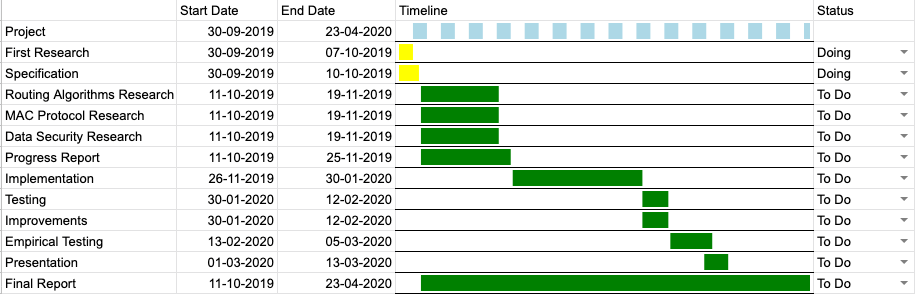 Start Date End Date Timeline Status
Project 30-09-2019 23-04-2020
First Research 30-09-2019 07-10-2019 Doing
Specification 30-09-2019 10-10-2019 Doing
Routing Algorithms Research 11-10-2019 19-11-2019 To Do
MAC Protocol Research 11-10-2019 19-11-2019 To Do
Data Security Research 11-10-2019 19-11-2019 To Do
Progress Report 11-10-2019 25-11-2019 To Do
Implementation 26-11-2019 30-01-2020 To Do
Testing 30-01-2020 12-02-2020 To Do
Improvements 30-01-2020 12-02-2020 To Do
Empirical Testing 13-02-2020 05-03-2020 To Do
Presentation 01-03-2020 13-03-2020 To Do
Final Report 11-10-2019 23-04-2020 To Do